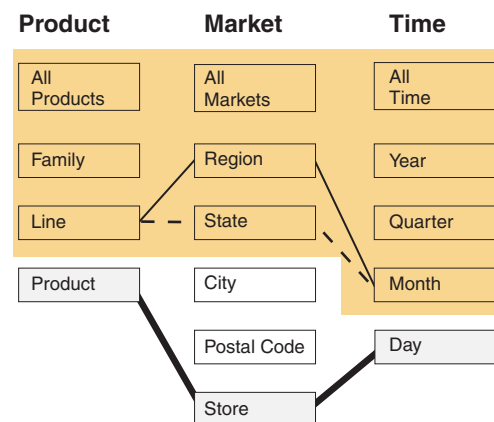 Product Market Time
All
Products
All
Markets
All
Time
Family
Region
Year
Line
State
Quarter
Product
City
Month
Postal Code
Day
Store